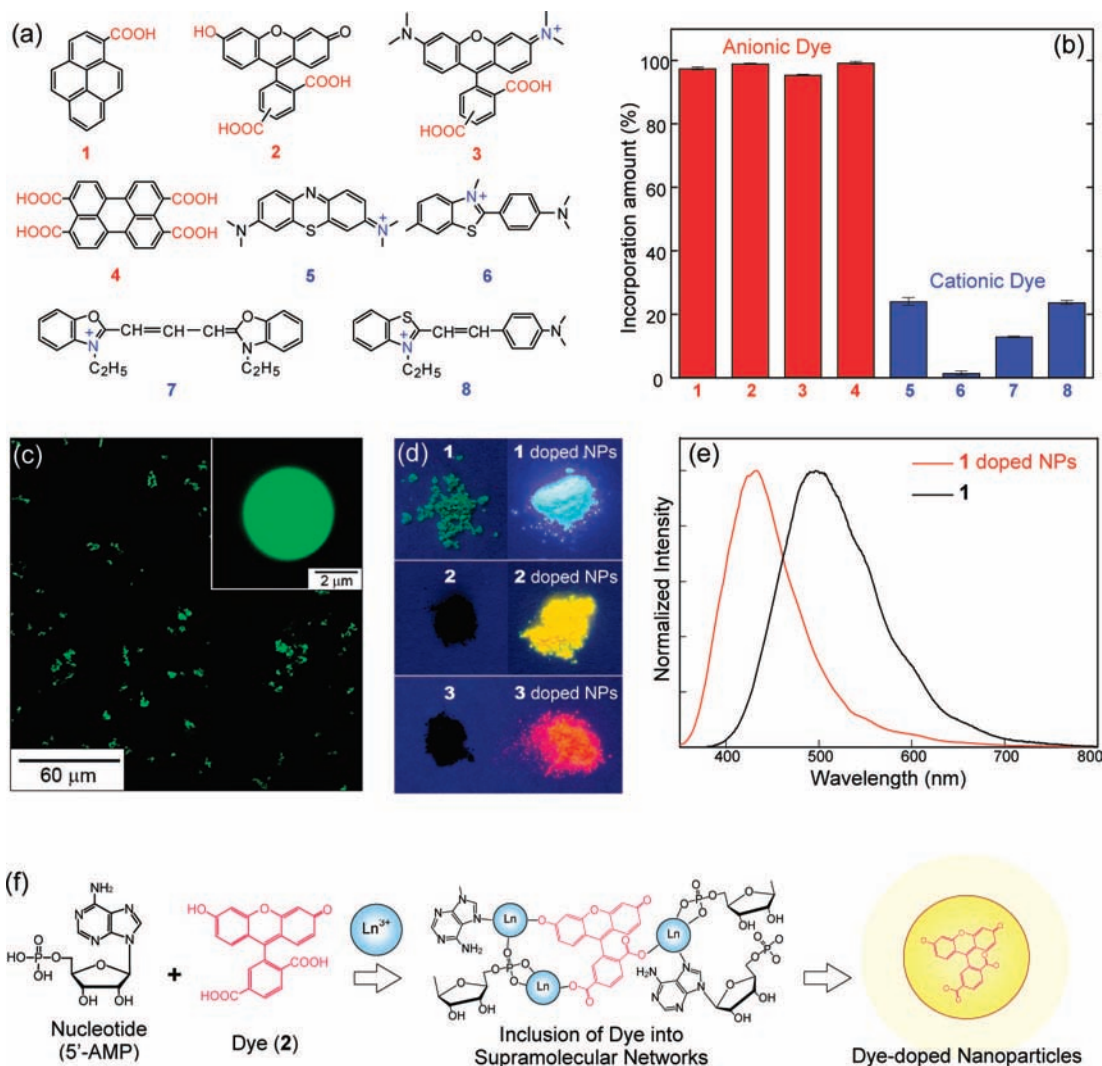 (a)
COOH
1
HO
O
O
COOH
HOOC
2
N
O
N+
COOH
HOOC
3
HOOC
COOH
HOOC
COOH
4
N
N
S
N+
5
N+
S
N
6
O
N+
C2H5
CH=CH-CH
O
N
C2H5
7
S
N+
C2H5
CH=CH
N
8
(b)
Anionic Dye
Cationic Dye
Incorporation amount (%)
100
80
60
40
20
0
1 2 3 4 5 6 7 8
(c)
2 μm
60 μm
(d)
1
1 doped NPs
2
2 doped NPs
3
3 doped NPs
(e)
1 doped NPs
1
Normalized Intensity
400 500 600 700 800
Wavelength (nm)
(f)
NH2
N
N
N
N
O
HO-P-O
OH
O
OH OH
Nucleotide
(5'-AMP)
+
HO
O
O
COOH
HOOC
Dye (2)
Ln3+
Ln
Ln
Ln
NH2
H2N
OH
OH
Inclusion of Dye into
Supramolecular Networks
Dye-doped Nanoparticles